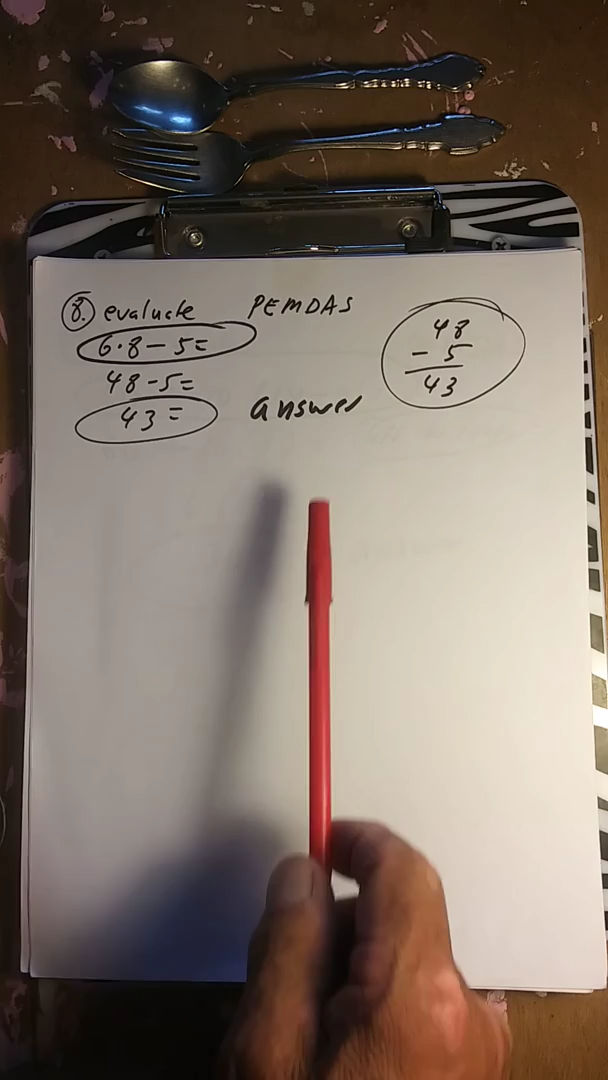 8. evaluate PEMDAS
6·8-5=
48-5=
43= answer
48
- 5
43